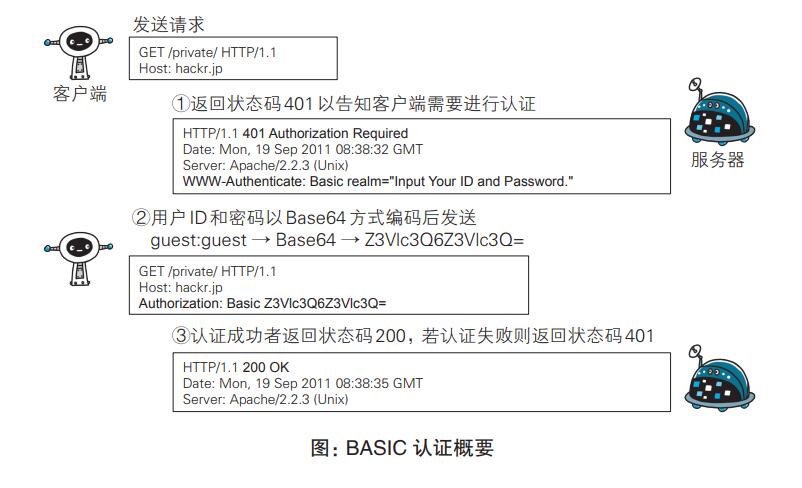 发送请求
GET /private/ HTTP/1.1
Host: hackr.jp
客户端
①返回状态码401以告知客户端需要进行认证
HTTP/1.1 401 Authorization Required
Date: Mon, 19 Sep 2011 08:38:32 GMT
Server: Apache/2.2.3 (Unix)
WWW-Authenticate: Basic realm="Input Your ID and Password."
服务器
②用户ID和密码以Base64方式编码后发送
guest:guest → Base64 → Z3Vlc3Q6Z3Vlc3Q=
GET /private/ HTTP/1.1
Host: hackr.jp
Authorization: Basic Z3Vlc3Q6Z3Vlc3Q=
③认证成功者返回状态码200，若认证失败则返回状态码401
HTTP/1.1 200 OK
Date: Mon, 19 Sep 2011 08:38:35 GMT
Server: Apache/2.2.3 (Unix)
图：BASIC 认证概要